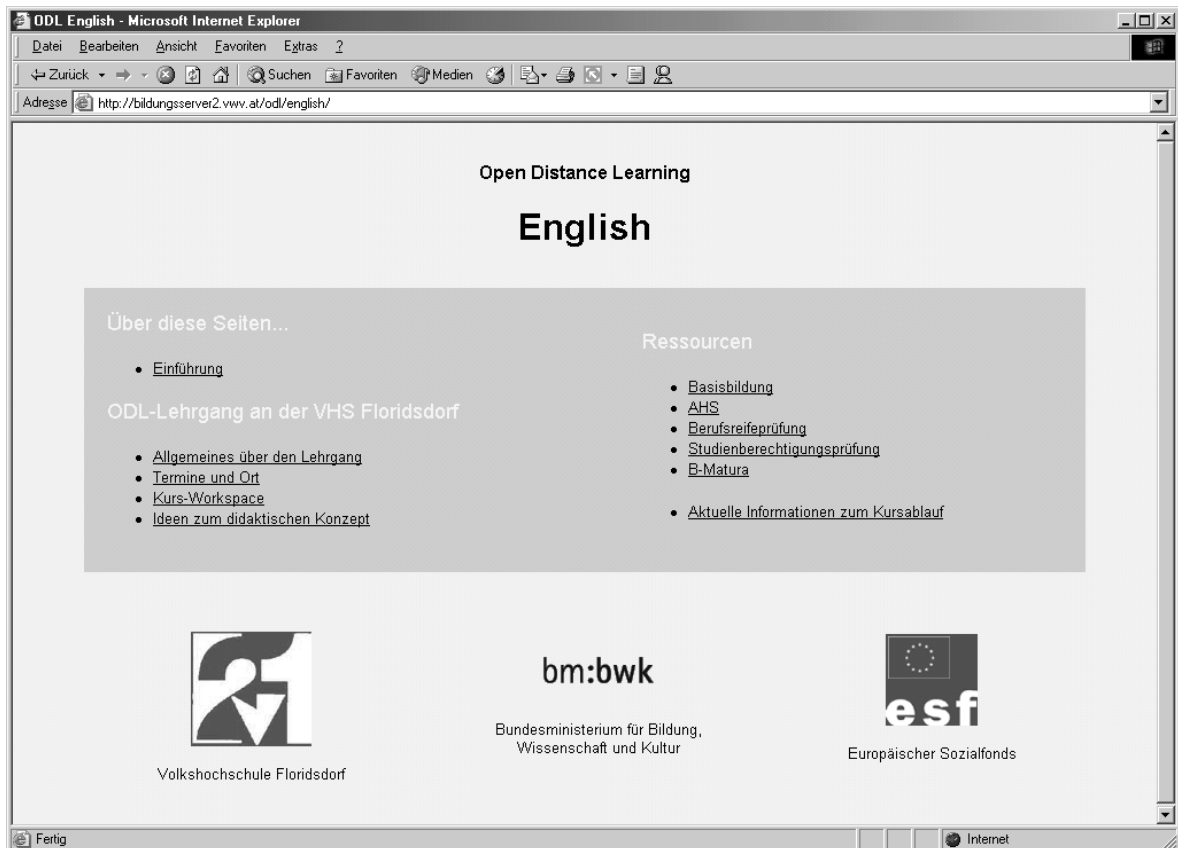 ODL English - Microsoft Internet Explorer
Datei Bearbeiten Ansicht Favoriten Extras ?
Zurück Suchen Favoriten Medien
Adresse http://bildungsserver2.vwv.at/odl/english/
Open Distance Learning
English
Über diese Seiten...
Einführung
ODL-Lehrgang an der VHS Floridsdorf
Allgemeines über den Lehrgang
Termine und Ort
Kurs-Workspace
Ideen zum didaktischen Konzept
Ressourcen
Basisbildung
AHS
Berufsreifeprüfung
Studienberechtigungsprüfung
B-Matura
Aktuelle Informationen zum Kursablauf
21
Volkshochschule Floridsdorf
bm:bwk
Bundesministerium für Bildung,
Wissenschaft und Kultur
esf
Europäischer Sozialfonds
Fertig Internet